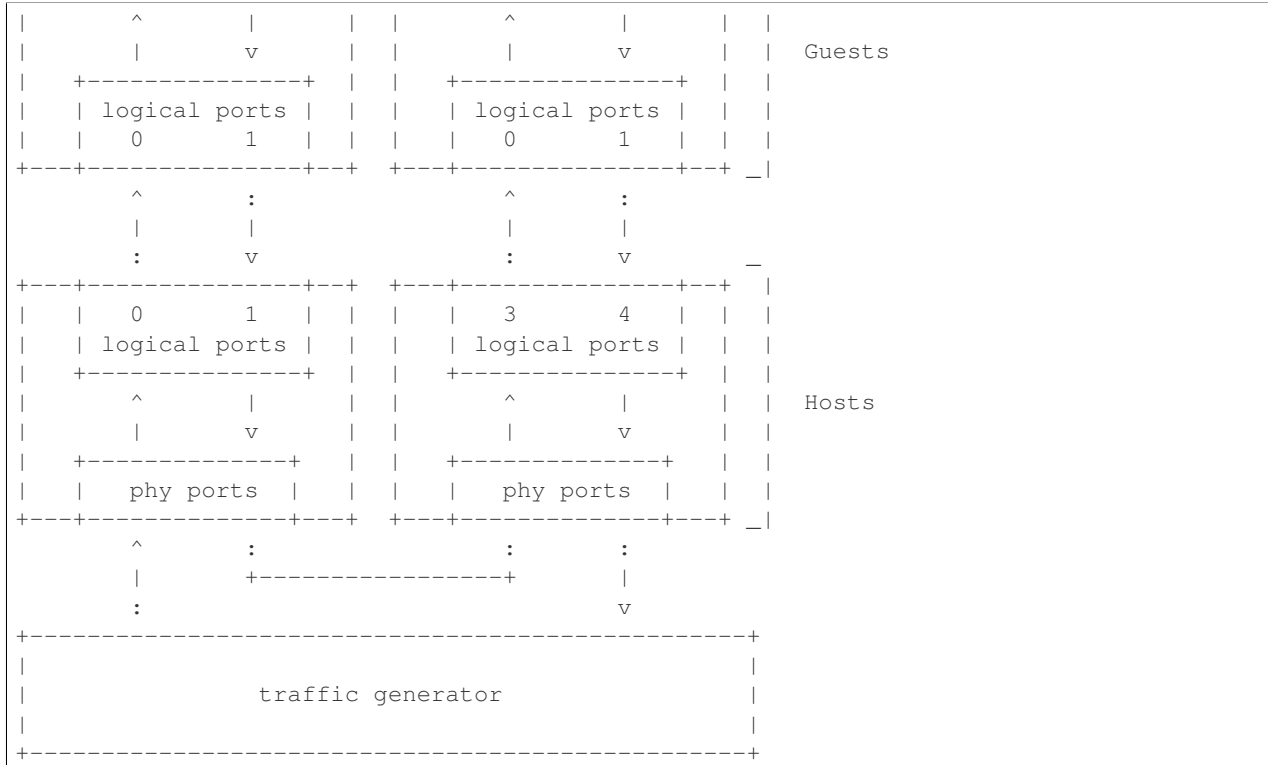 |       ^      |     |  |       ^      |     |  |
|       |      v     |  |       |      v     |  |  Guests
|   +---------------+  |  |   +---------------+  |  |
|   | logical ports |  |  |   | logical ports |  |  |
|   |   0       1   |  |  |   |   0       1   |  |  |
+---+---------------+--+  +---+---------------+--+ _|
        ^       :                 ^       :
        |       |                 |       |
        :       v                 :       v         _
+---+---------------+--+  +---+---------------+--+  |
|   |   0       1   |  |  |   |   3       4   |  |  |
|   | logical ports |  |  |   | logical ports |  |  |
|   +---------------+  |  |   +---------------+  |  |
|       ^       |      |  |       ^       |      |  |  Hosts
|       |       v      |  |       |       v      |  |
|   +--------------+   |  |   +--------------+   |  |
|   |   phy ports  |   |  |   |   phy ports  |   |  |
+---+--------------+---+  +---+--------------+---+ _|
        ^       :                 :       :
        |       +-----------------+       |
        :                                 v
+--------------------------------------------------+
|                                                  |
|                traffic generator                 |
|                                                  |
+--------------------------------------------------+